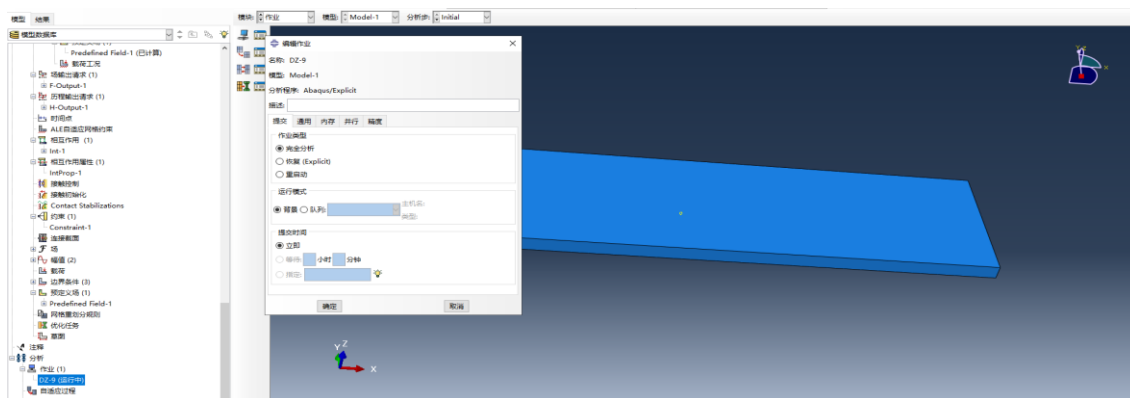 模型 结果
模块: 作业 模型: Model-1 分析步: Initial
模型数据库
Predefined Field-1 (已计算)
载荷工况
场输出请求 (1)
F-Output-1
历程输出请求 (1)
H-Output-1
时间点
ALE自适应网格约束
相互作用 (1)
Int-1
相互作用属性 (1)
IntProp-1
接触控制
接触初始化
Contact Stabilizations
约束 (1)
Constraint-1
连接截面
场
幅值 (2)
载荷
边界条件 (3)
预定义场 (1)
Predefined Field-1
网格重划分规则
优化任务
草图
注释
分析
作业 (1)
DZ-9 (运行中)
自适应过程
编辑作业
名称: DZ-9
模型: Model-1
分析程序: Abaqus/Explicit
描述:
提交 通用 内存 并行 精度
作业类型
完全分析
恢复 (Explicit)
重启动
运行模式
背景 队列: 主机名:
类型:
提交时间
立即
等待: 小时 分钟
指定:
确定 取消
Y Z X